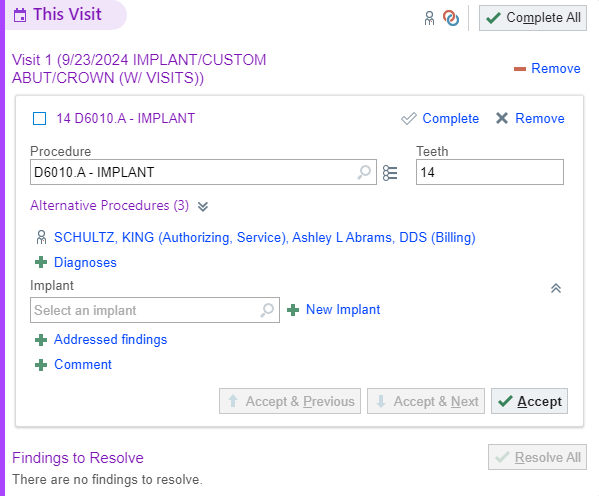 This Visit
Complete All
Visit 1 (9/23/2024 IMPLANT/CUSTOM
ABUT/CROWN (W/ VISITS))
Remove
14 D6010.A - IMPLANT
Complete
Remove
Procedure
Teeth
D6010.A - IMPLANT
14
Alternative Procedures (3)
SCHULTZ, KING (Authorizing, Service), Ashley L Abrams, DDS (Billing)
Diagnoses
Implant
Select an implant
New Implant
Addressed findings
Comment
Accept & Previous
Accept & Next
Accept
Findings to Resolve
Resolve All
There are no findings to resolve.